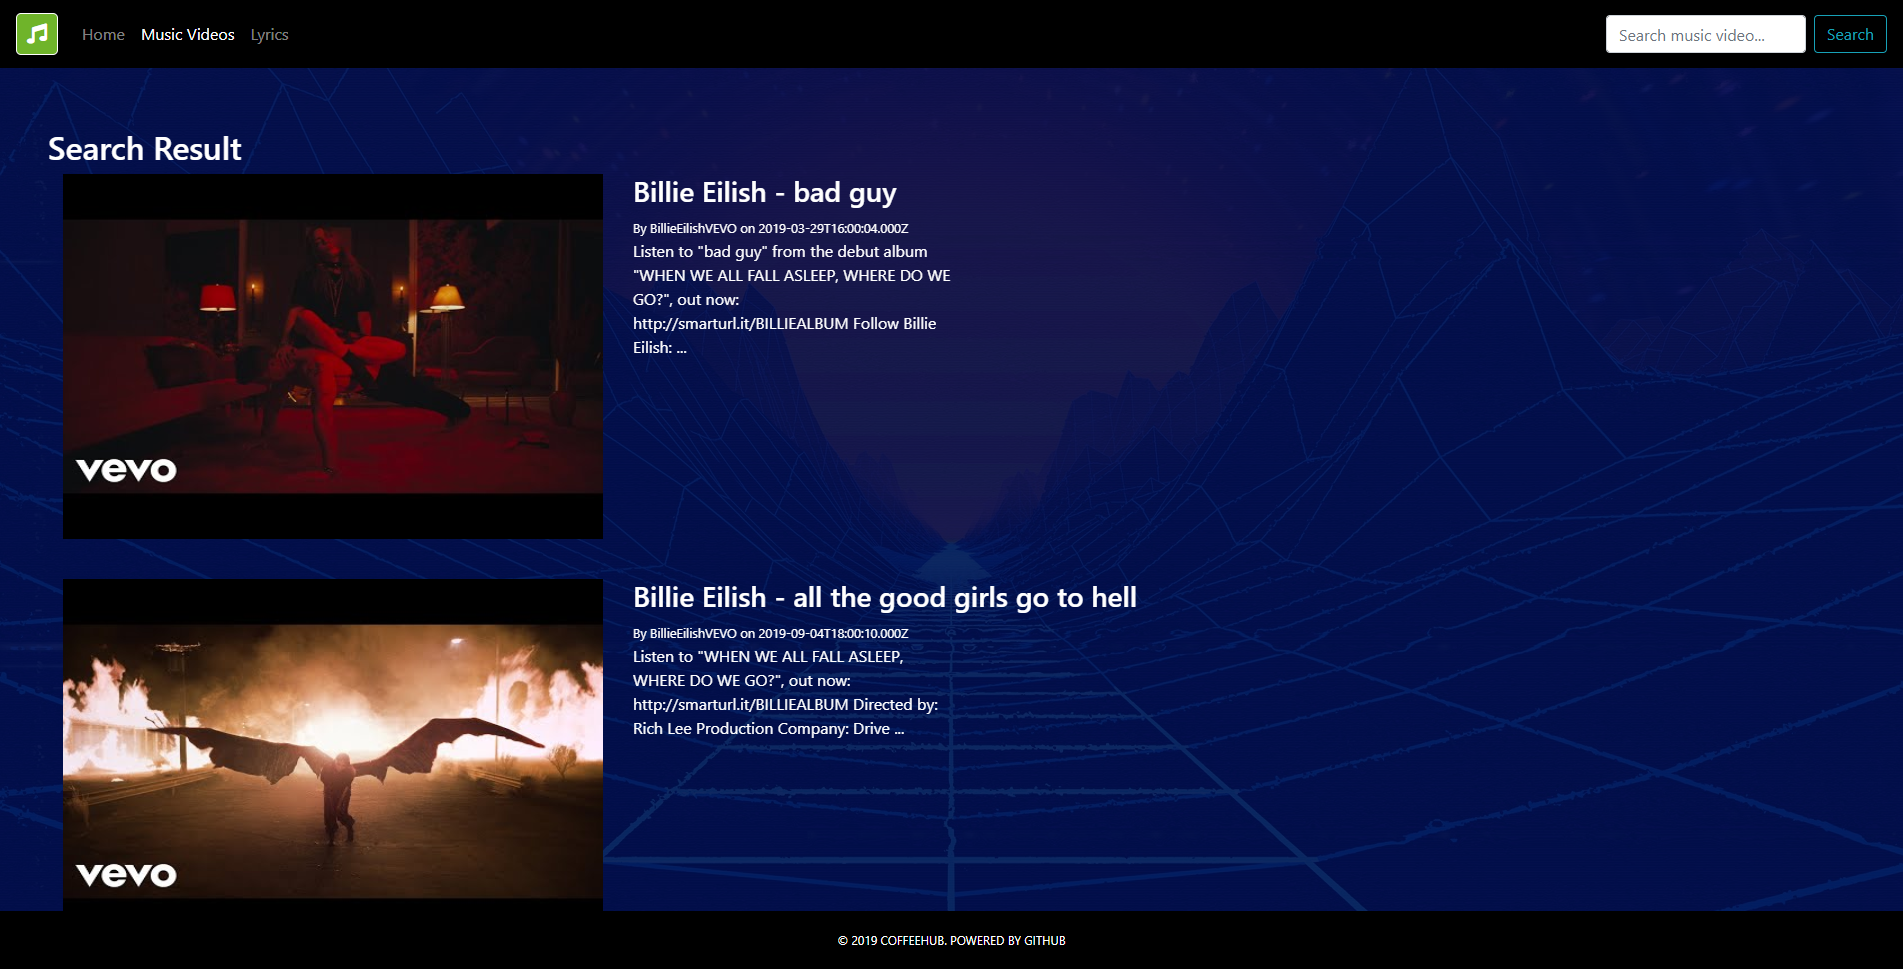 Home Music Videos Lyrics Search music video... Search
Search Result
Billie Eilish - bad guy
By BillieEilishVEVO on 2019-03-29T16:00:04.000Z
Listen to "bad guy" from the debut album
"WHEN WE ALL FALL ASLEEP, WHERE DO WE
GO?", out now:
http://smarturl.it/BILLIEALBUM Follow Billie
Eilish: ...
vevo
Billie Eilish - all the good girls go to hell
By BillieEilishVEVO on 2019-09-04T18:00:10.000Z
Listen to "WHEN WE ALL FALL ASLEEP,
WHERE DO WE GO?", out now:
http://smarturl.it/BILLIEALBUM Directed by:
Rich Lee Production Company: Drive ...
vevo
© 2019 COFFEEHUB. POWERED BY GITHUB